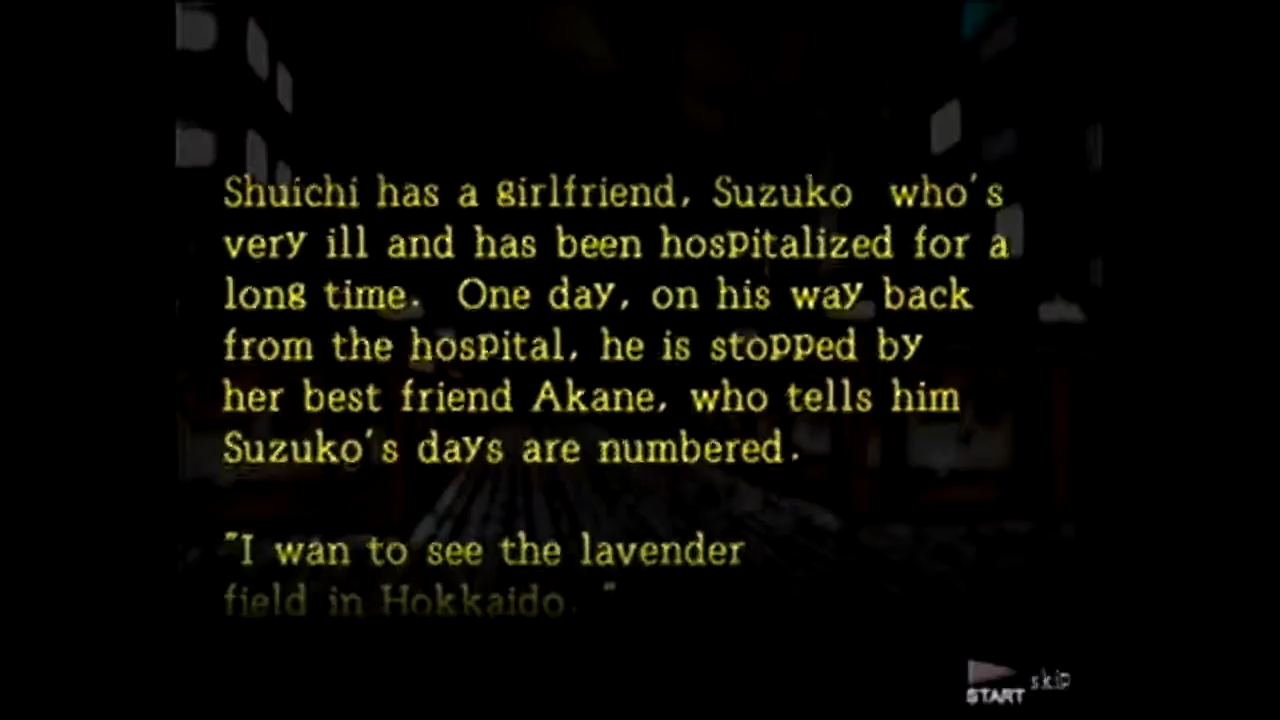 Shuichi has a girlfriend, Suzuko  who's
very ill and has been hospitalized for a
long time.  One day, on his way back
from the hospital, he is stopped by
her best friend Akane, who tells him
Suzuko's days are numbered.
"I wan to see the lavender
field in Hokkaido. "
START skip